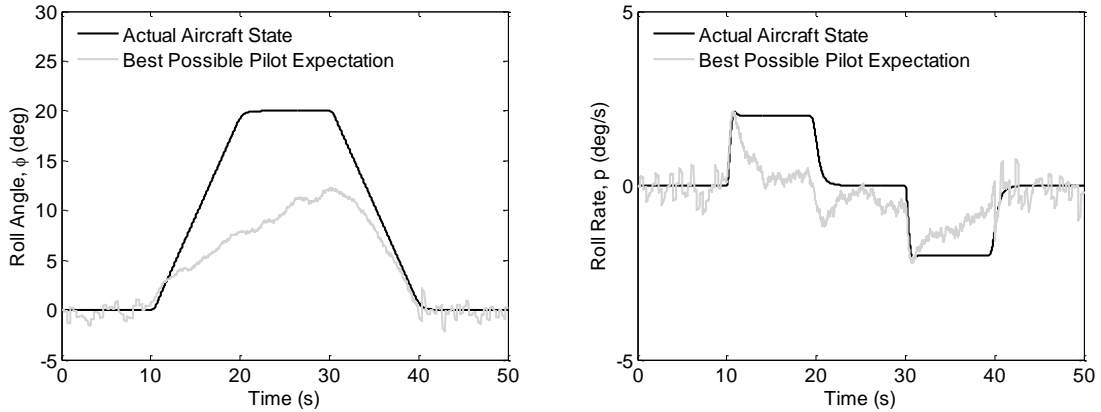 30
25
20
15
10
5
0
-5
Roll Angle, ϕ (deg)
Actual Aircraft State
Best Possible Pilot Expectation
0 10 20 30 40 50
Time (s)
5
0
-5
Roll Rate, p (deg/s)
Actual Aircraft State
Best Possible Pilot Expectation
0 10 20 30 40 50
Time (s)